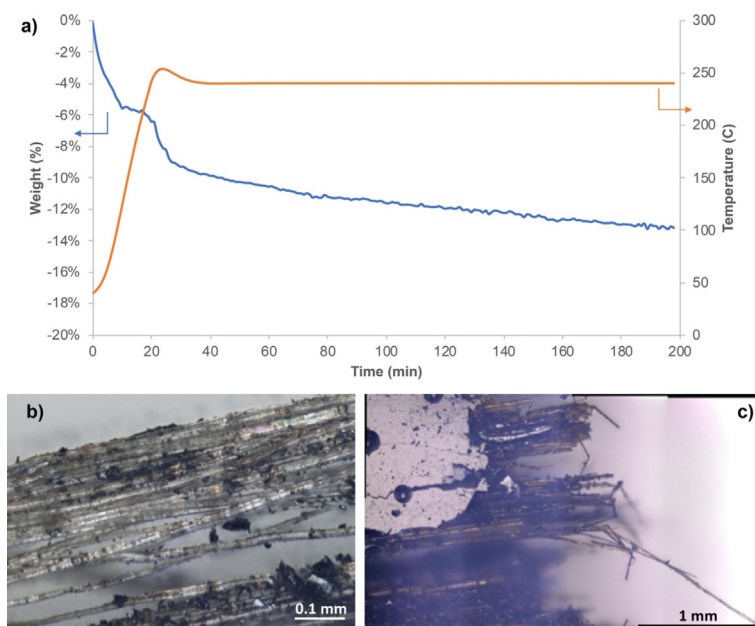 a)
0%
-2%
-4%
-6%
-8%
-10%
-12%
-14%
-16%
-18%
-20%
Weight (%)
300
250
200
150
100
50
0
Temperature (C)
0 20 40 60 80 100 120 140 160 180 200
Time (min)
b)
0.1 mm
c)
1 mm